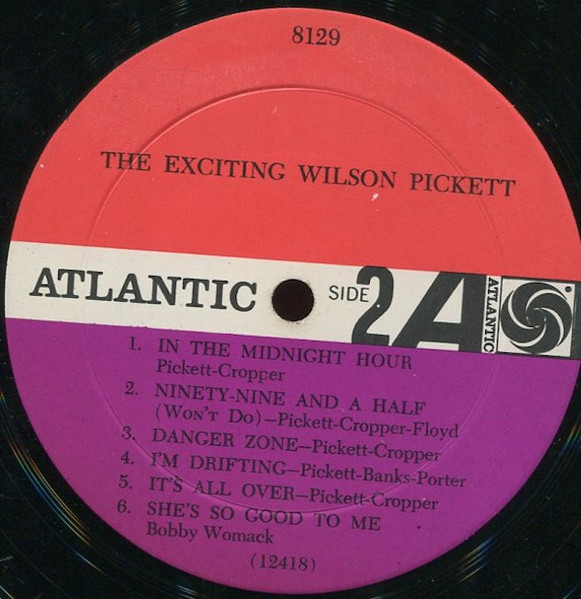 8129
THE EXCITING WILSON PICKETT
ATLANTIC SIDE 2 A ATLANTIC
1. IN THE MIDNIGHT HOUR
Pickett-Cropper
2. NINETY-NINE AND A HALF
(WON'T DO)—Pickett-Cropper-Floyd
3. DANGER ZONE—Pickett-Cropper
4. I'M DRIFTING—Pickett-Banks-Porter
5. IT'S ALL OVER—Pickett-Cropper
6. SHE'S SO GOOD TO ME
Bobby Womack
(12418)